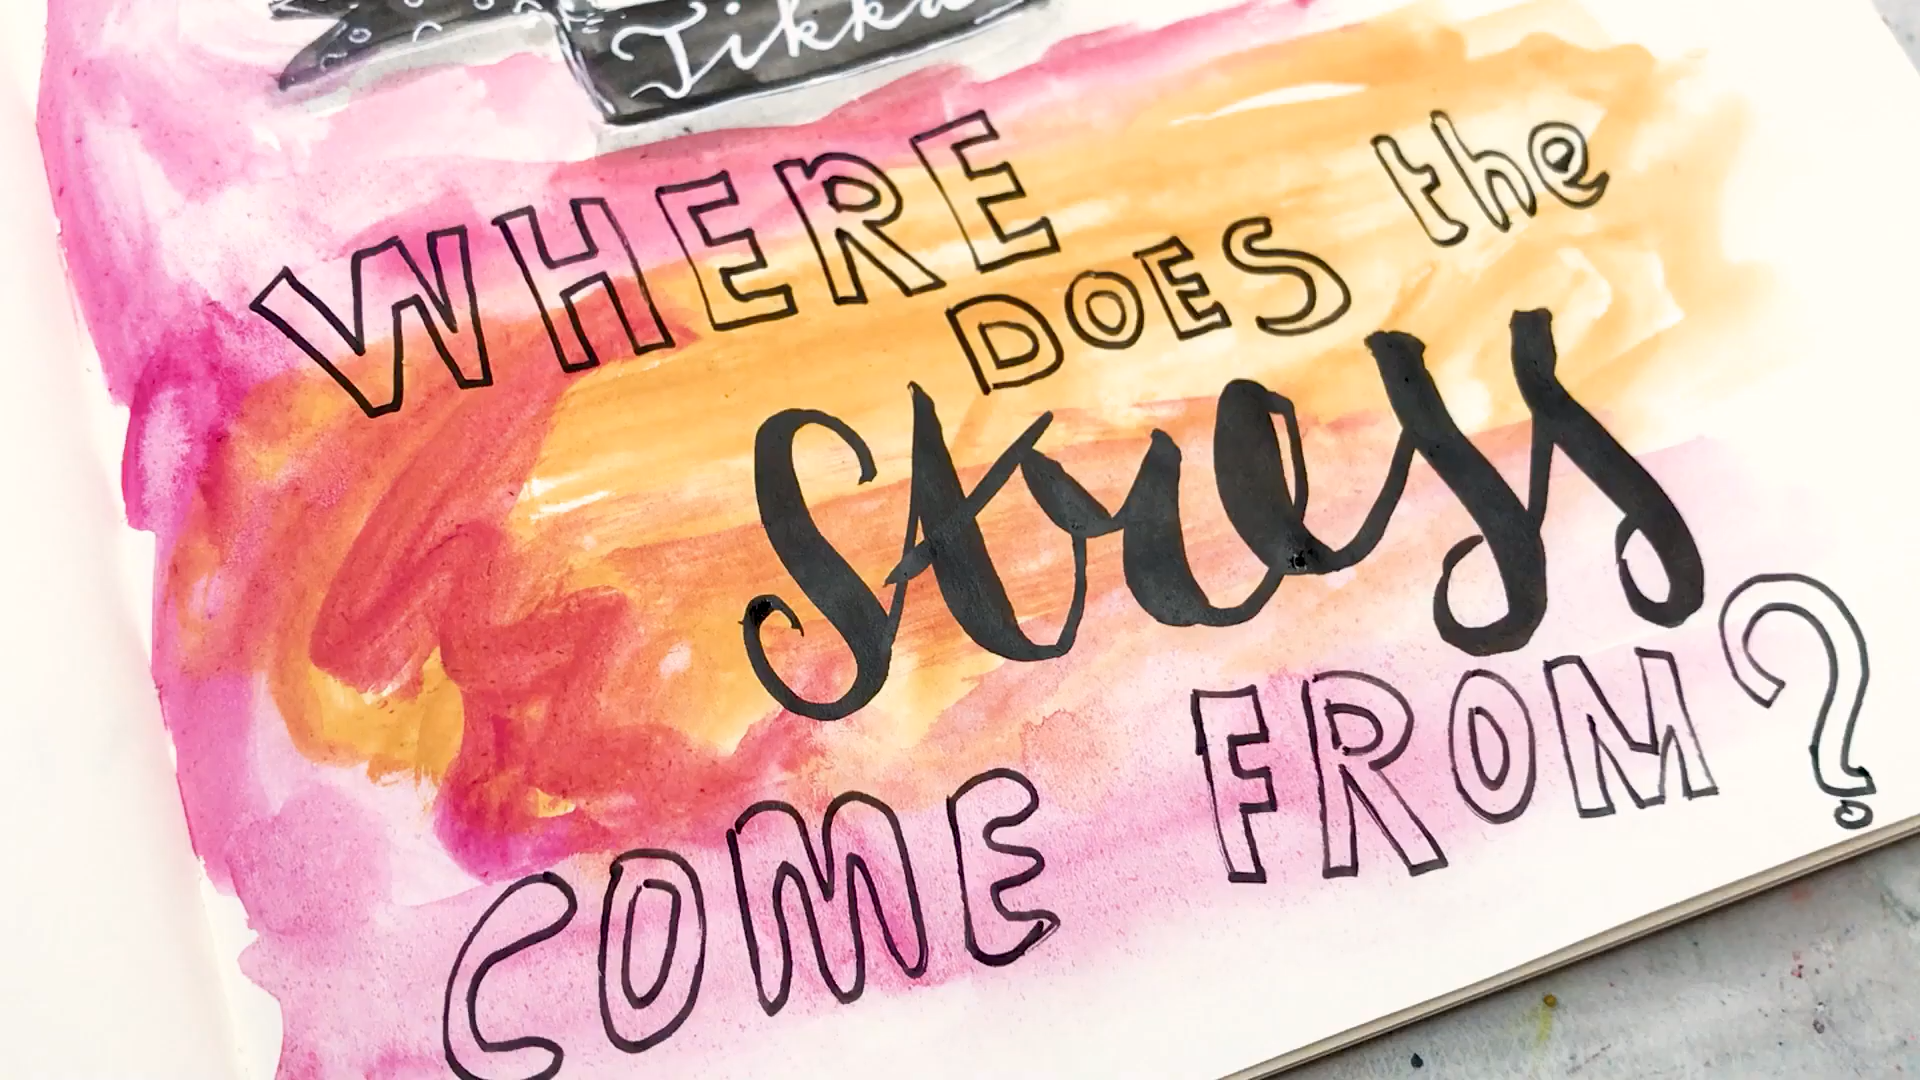 Tikka
WHERE
DOES the
Stress
COME FROM?